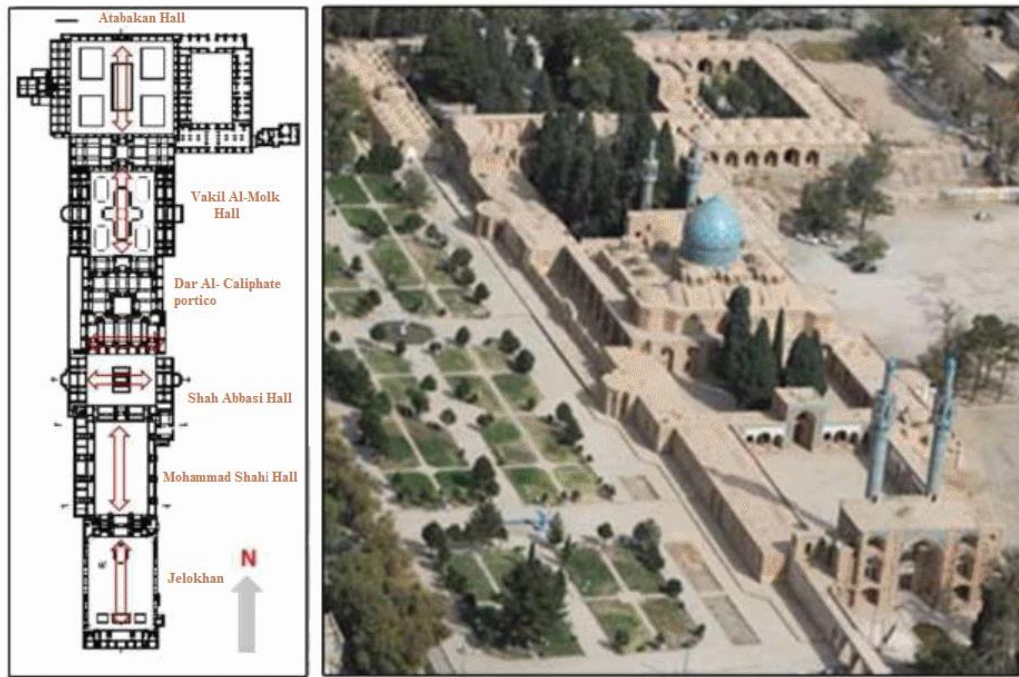 Atabakan Hall
Vakil Al-Molk
Hall
Dar Al- Caliphate
portico
Shah Abbasi Hall
Mohammad Shahi Hall
Jelokhan
N